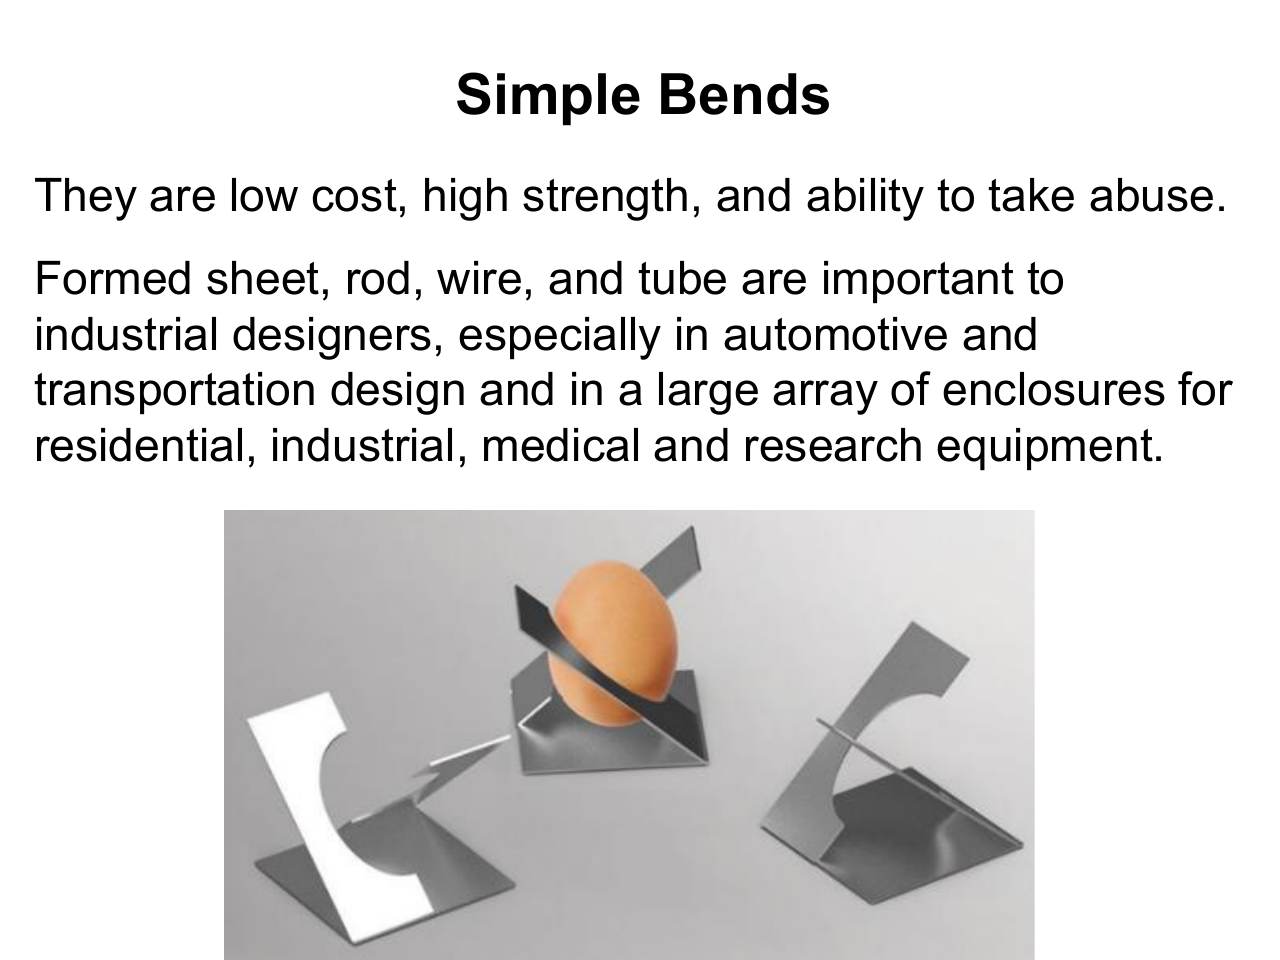 Simple Bends
They are low cost, high strength, and ability to take abuse.
Formed sheet, rod, wire, and tube are important to
industrial designers, especially in automotive and
transportation design and in a large array of enclosures for
residential, industrial, medical and research equipment.